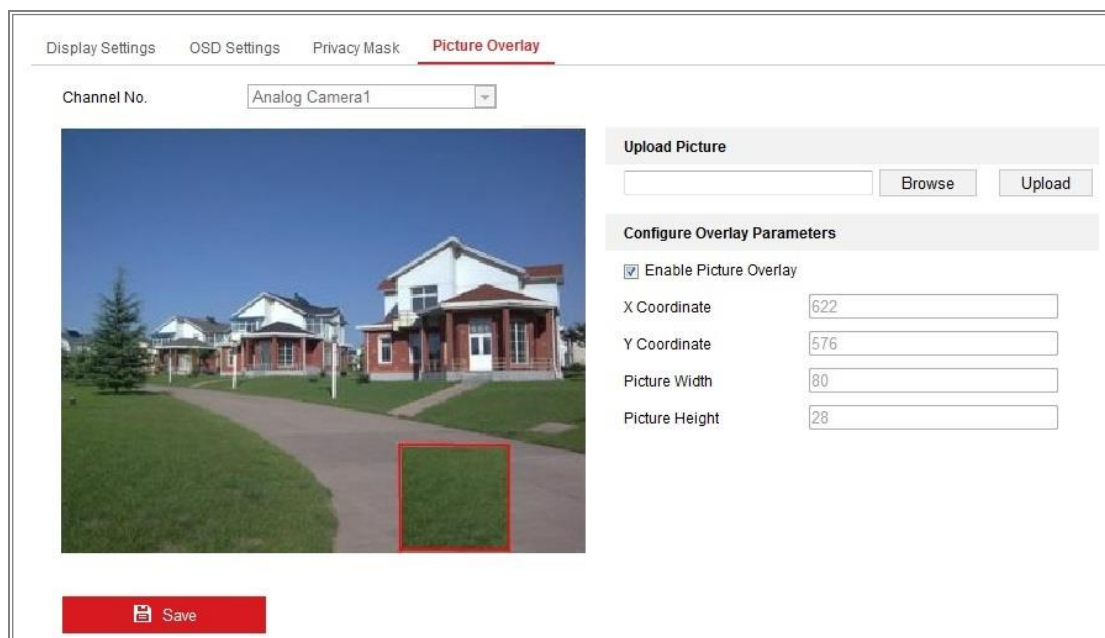 Display Settings OSD Settings Privacy Mask Picture Overlay
Channel No. Analog Camera1
Upload Picture
Browse Upload
Configure Overlay Parameters
Enable Picture Overlay
X Coordinate 622
Y Coordinate 576
Picture Width 80
Picture Height 28
Save